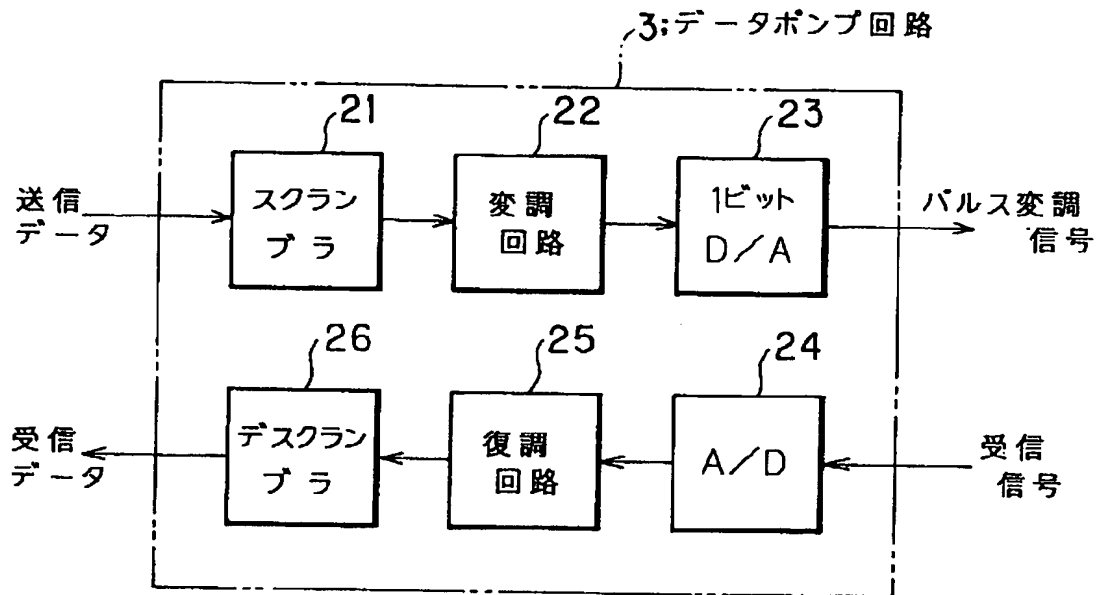 3;データポンプ回路
21
22
23
送信
データ
スクラン
ブラ
変調
回路
1ビット
D/A
パルス変調
信号
26
25
24
受信
データ
デスクラン
ブラ
復調
回路
A/D
受信
信号